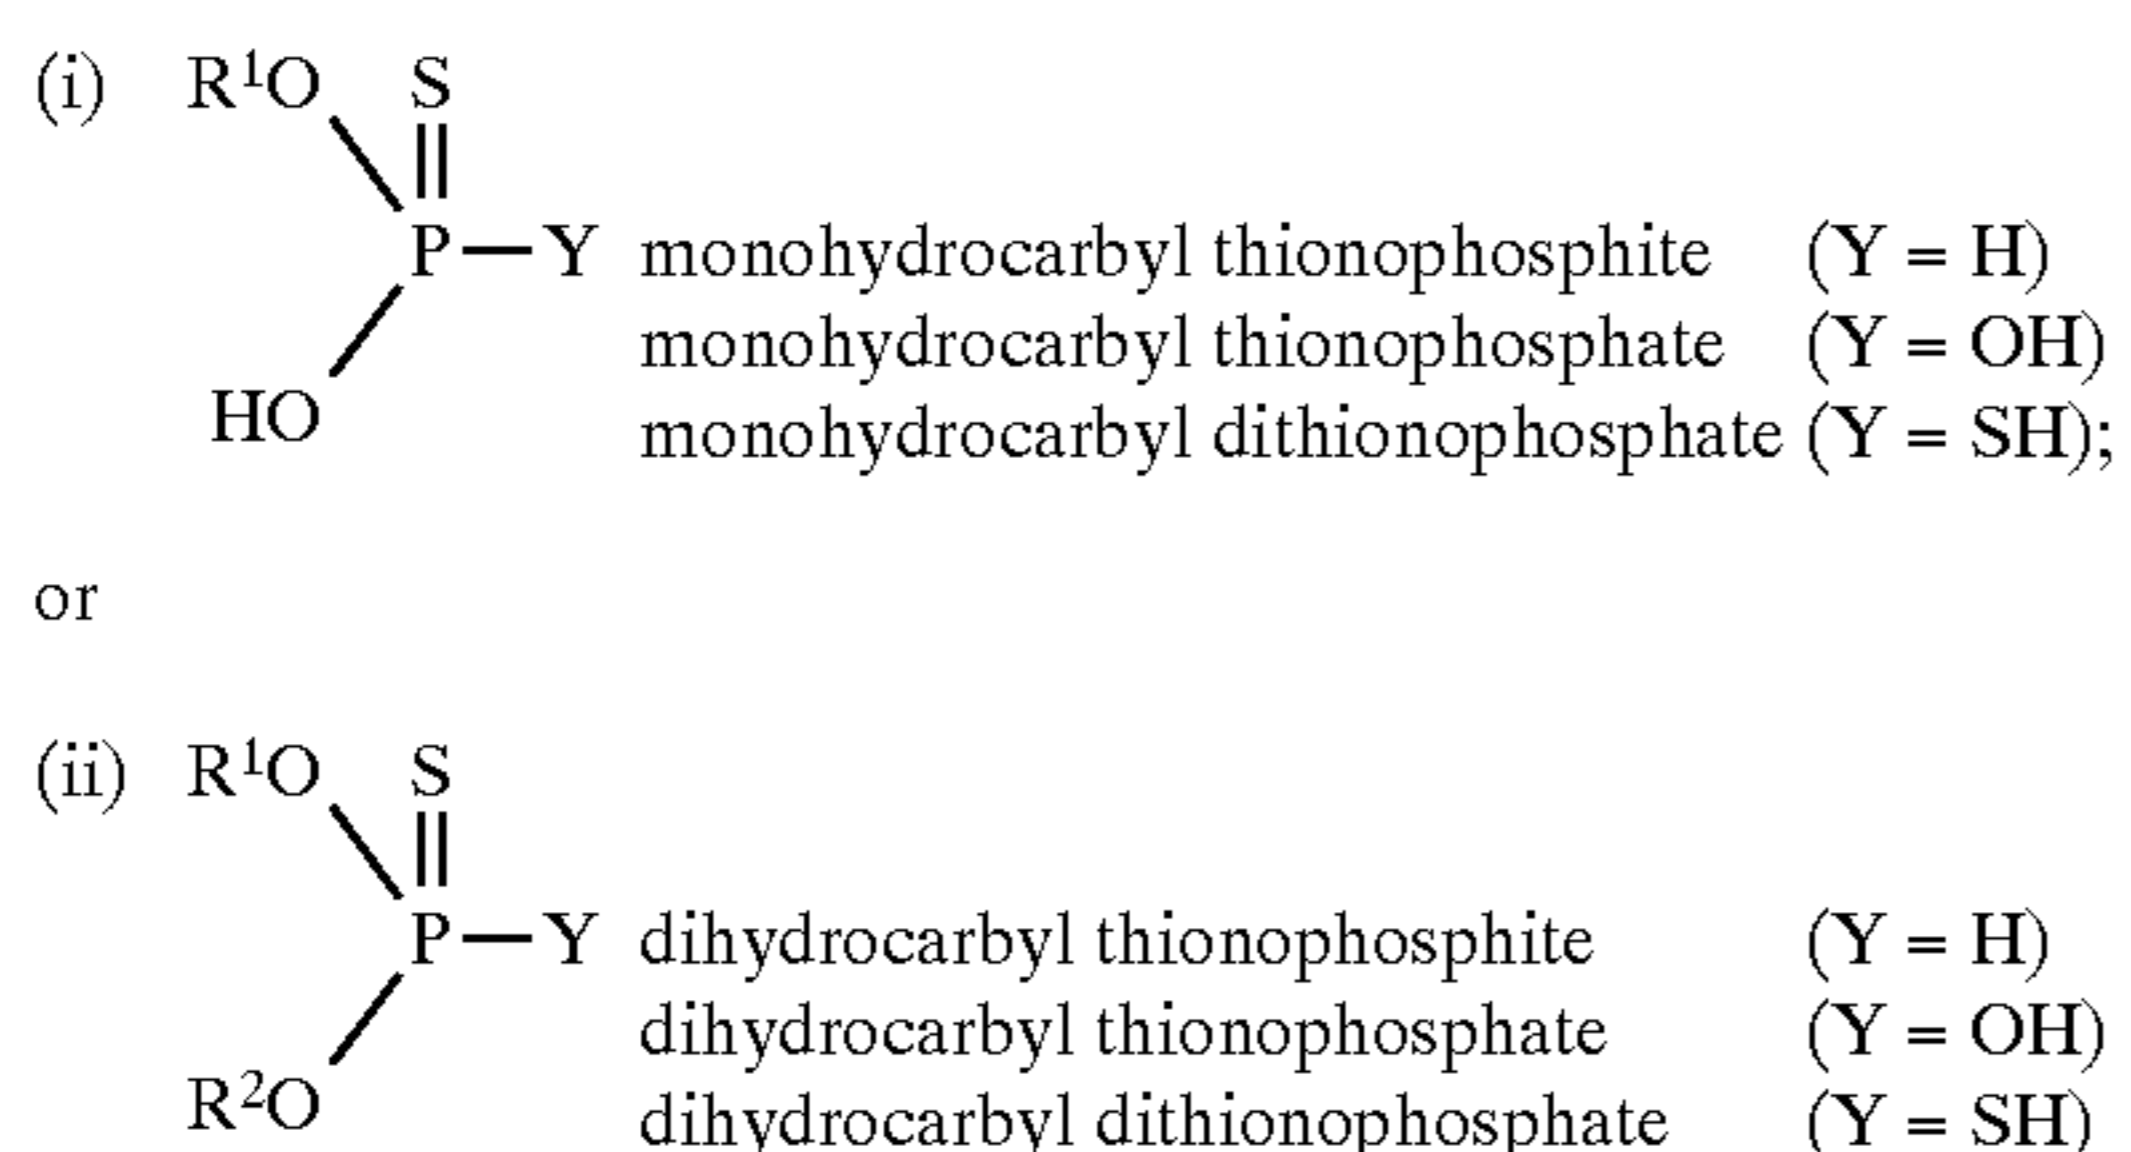 (i) R¹O S
P—Y monohydrocarbyl thionophosphite (Y = H)
monohydrocarbyl thionophosphate (Y = OH)
HO monohydrocarbyl dithionophosphate (Y = SH);
or
(ii) R¹O S
P—Y dihydrocarbyl thionophosphite (Y = H)
dihydrocarbyl thionophosphate (Y = OH)
R²O dihydrocarbyl dithionophosphate (Y = SH)